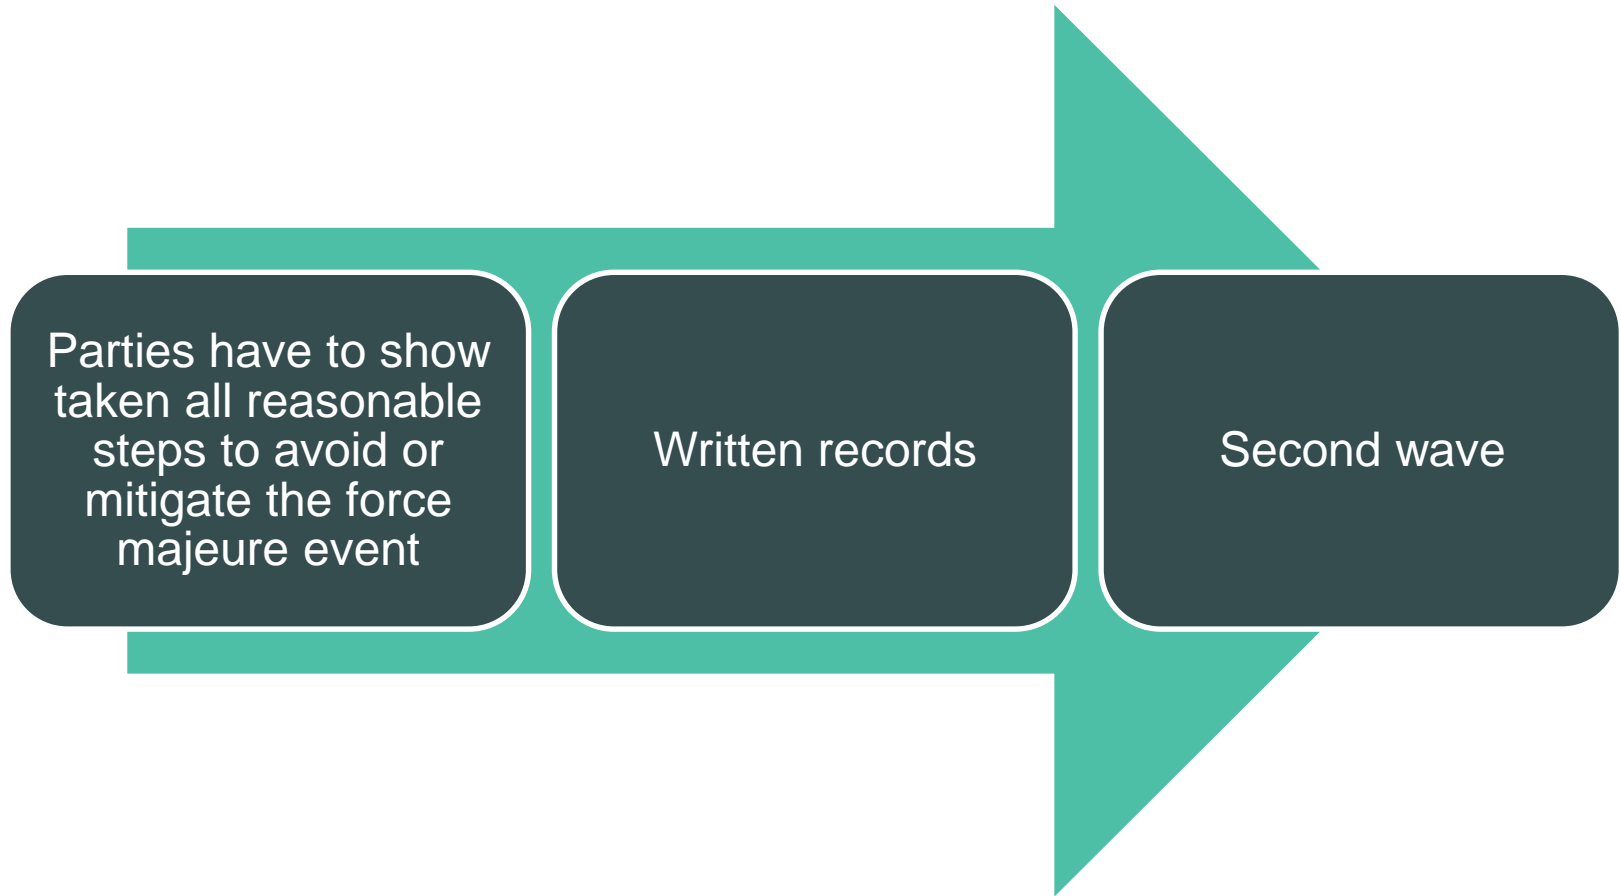 Parties have to show
taken all reasonable
steps to avoid or
mitigate the force
majeure event
Written records
Second wave